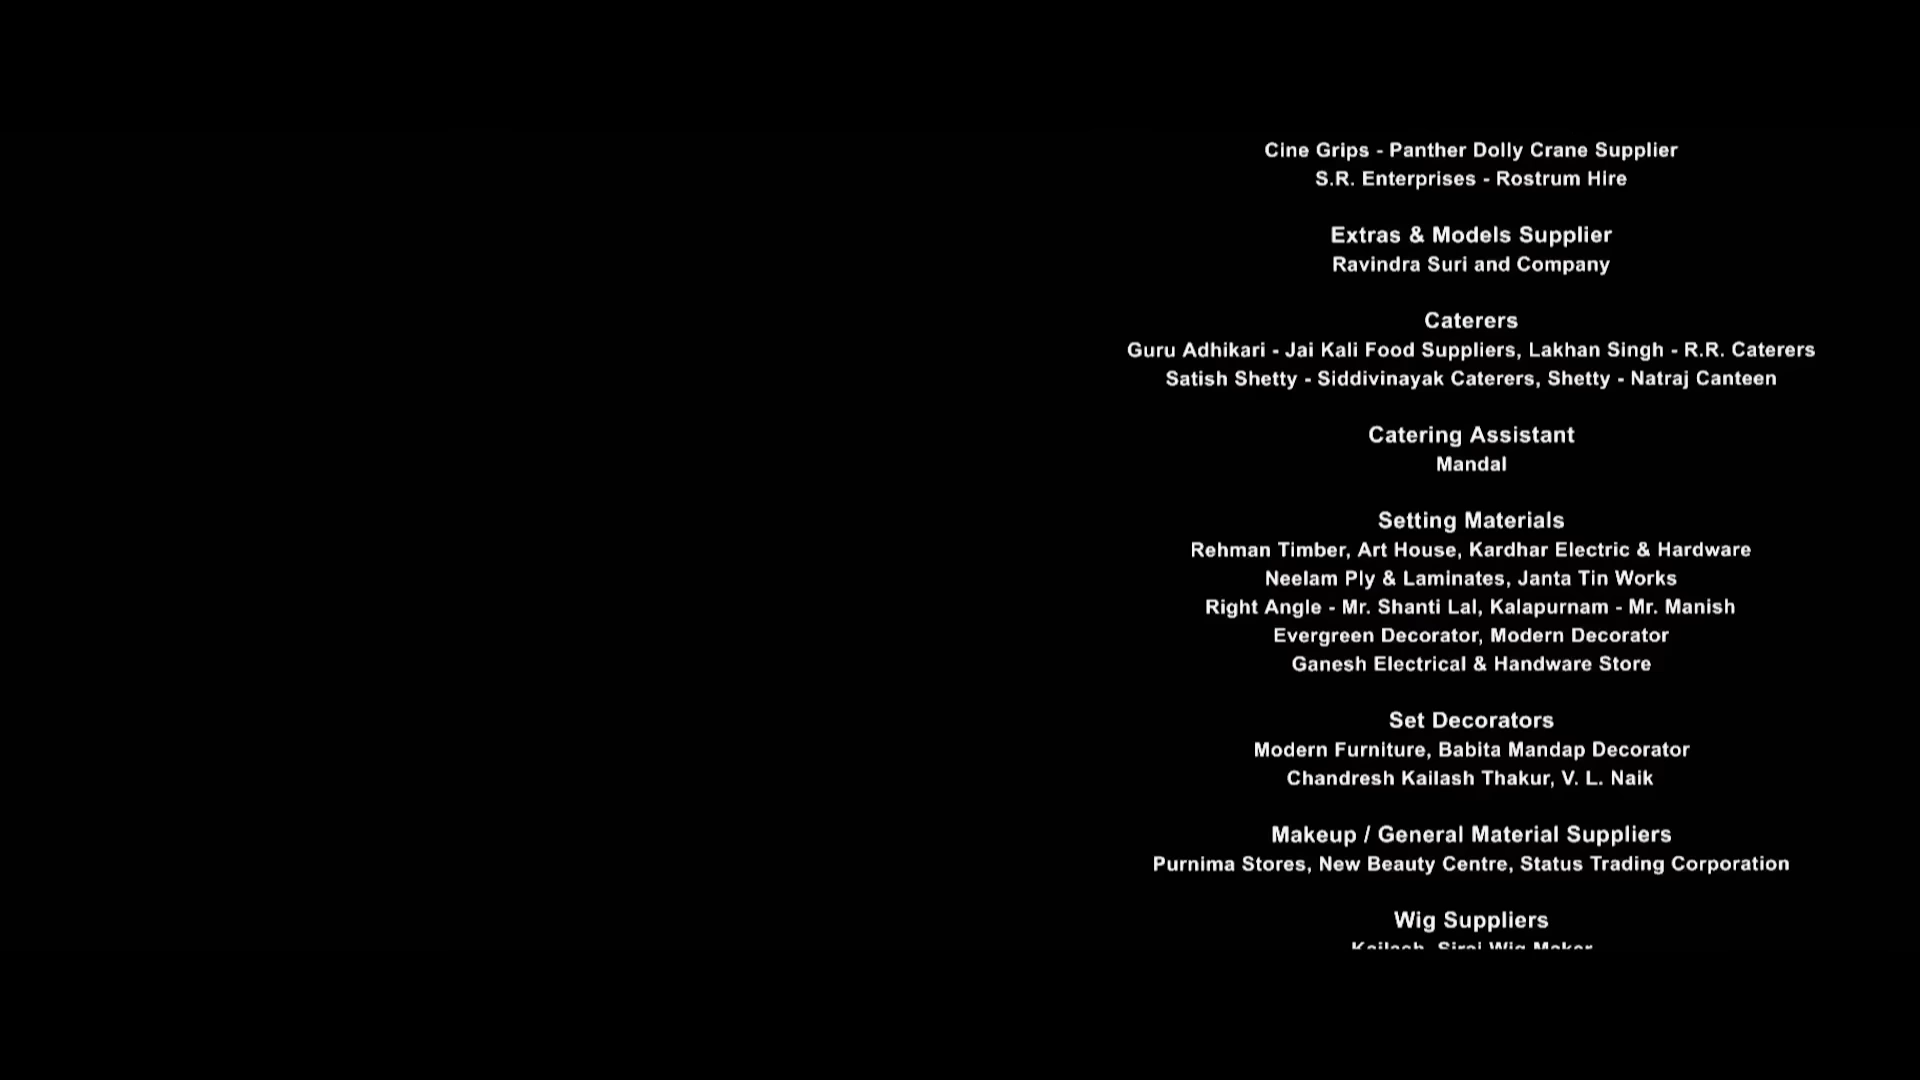 Cine Grips - Panther Dolly Crane Supplier
S.R. Enterprises - Rostrum Hire
Extras & Models Supplier
Ravindra Suri and Company
Caterers
Guru Adhikari - Jai Kali Food Suppliers, Lakhan Singh - R.R. Caterers
Satish Shetty - Siddivinayak Caterers, Shetty - Natraj Canteen
Catering Assistant
Mandal
Setting Materials
Rehman Timber, Art House, Kardhar Electric & Hardware
Neelam Ply & Laminates, Janta Tin Works
Right Angle - Mr. Shanti Lal, Kalapurnam - Mr. Manish
Evergreen Decorator, Modern Decorator
Ganesh Electrical & Handware Store
Set Decorators
Modern Furniture, Babita Mandap Decorator
Chandresh Kailash Thakur, V. L. Naik
Makeup / General Material Suppliers
Purnima Stores, New Beauty Centre, Status Trading Corporation
Wig Suppliers
Kailash, Siraj Wig Maker